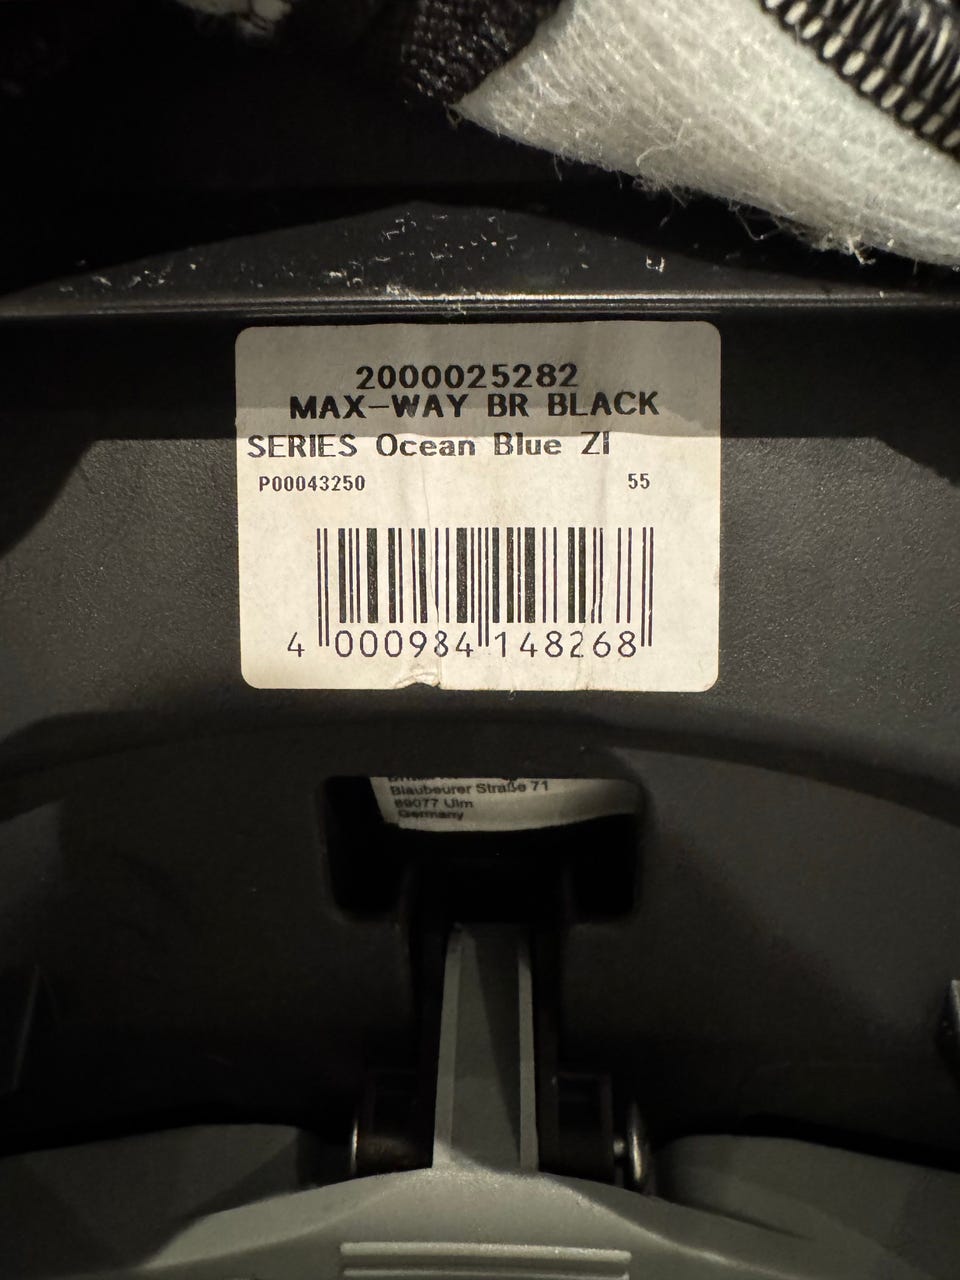 2000025282
MAX-WAY BR BLACK
SERIES Ocean Blue ZI
P00043250 55
4 000984 148268
Blaubeurer Straße 71
89077 Ulm
Germany